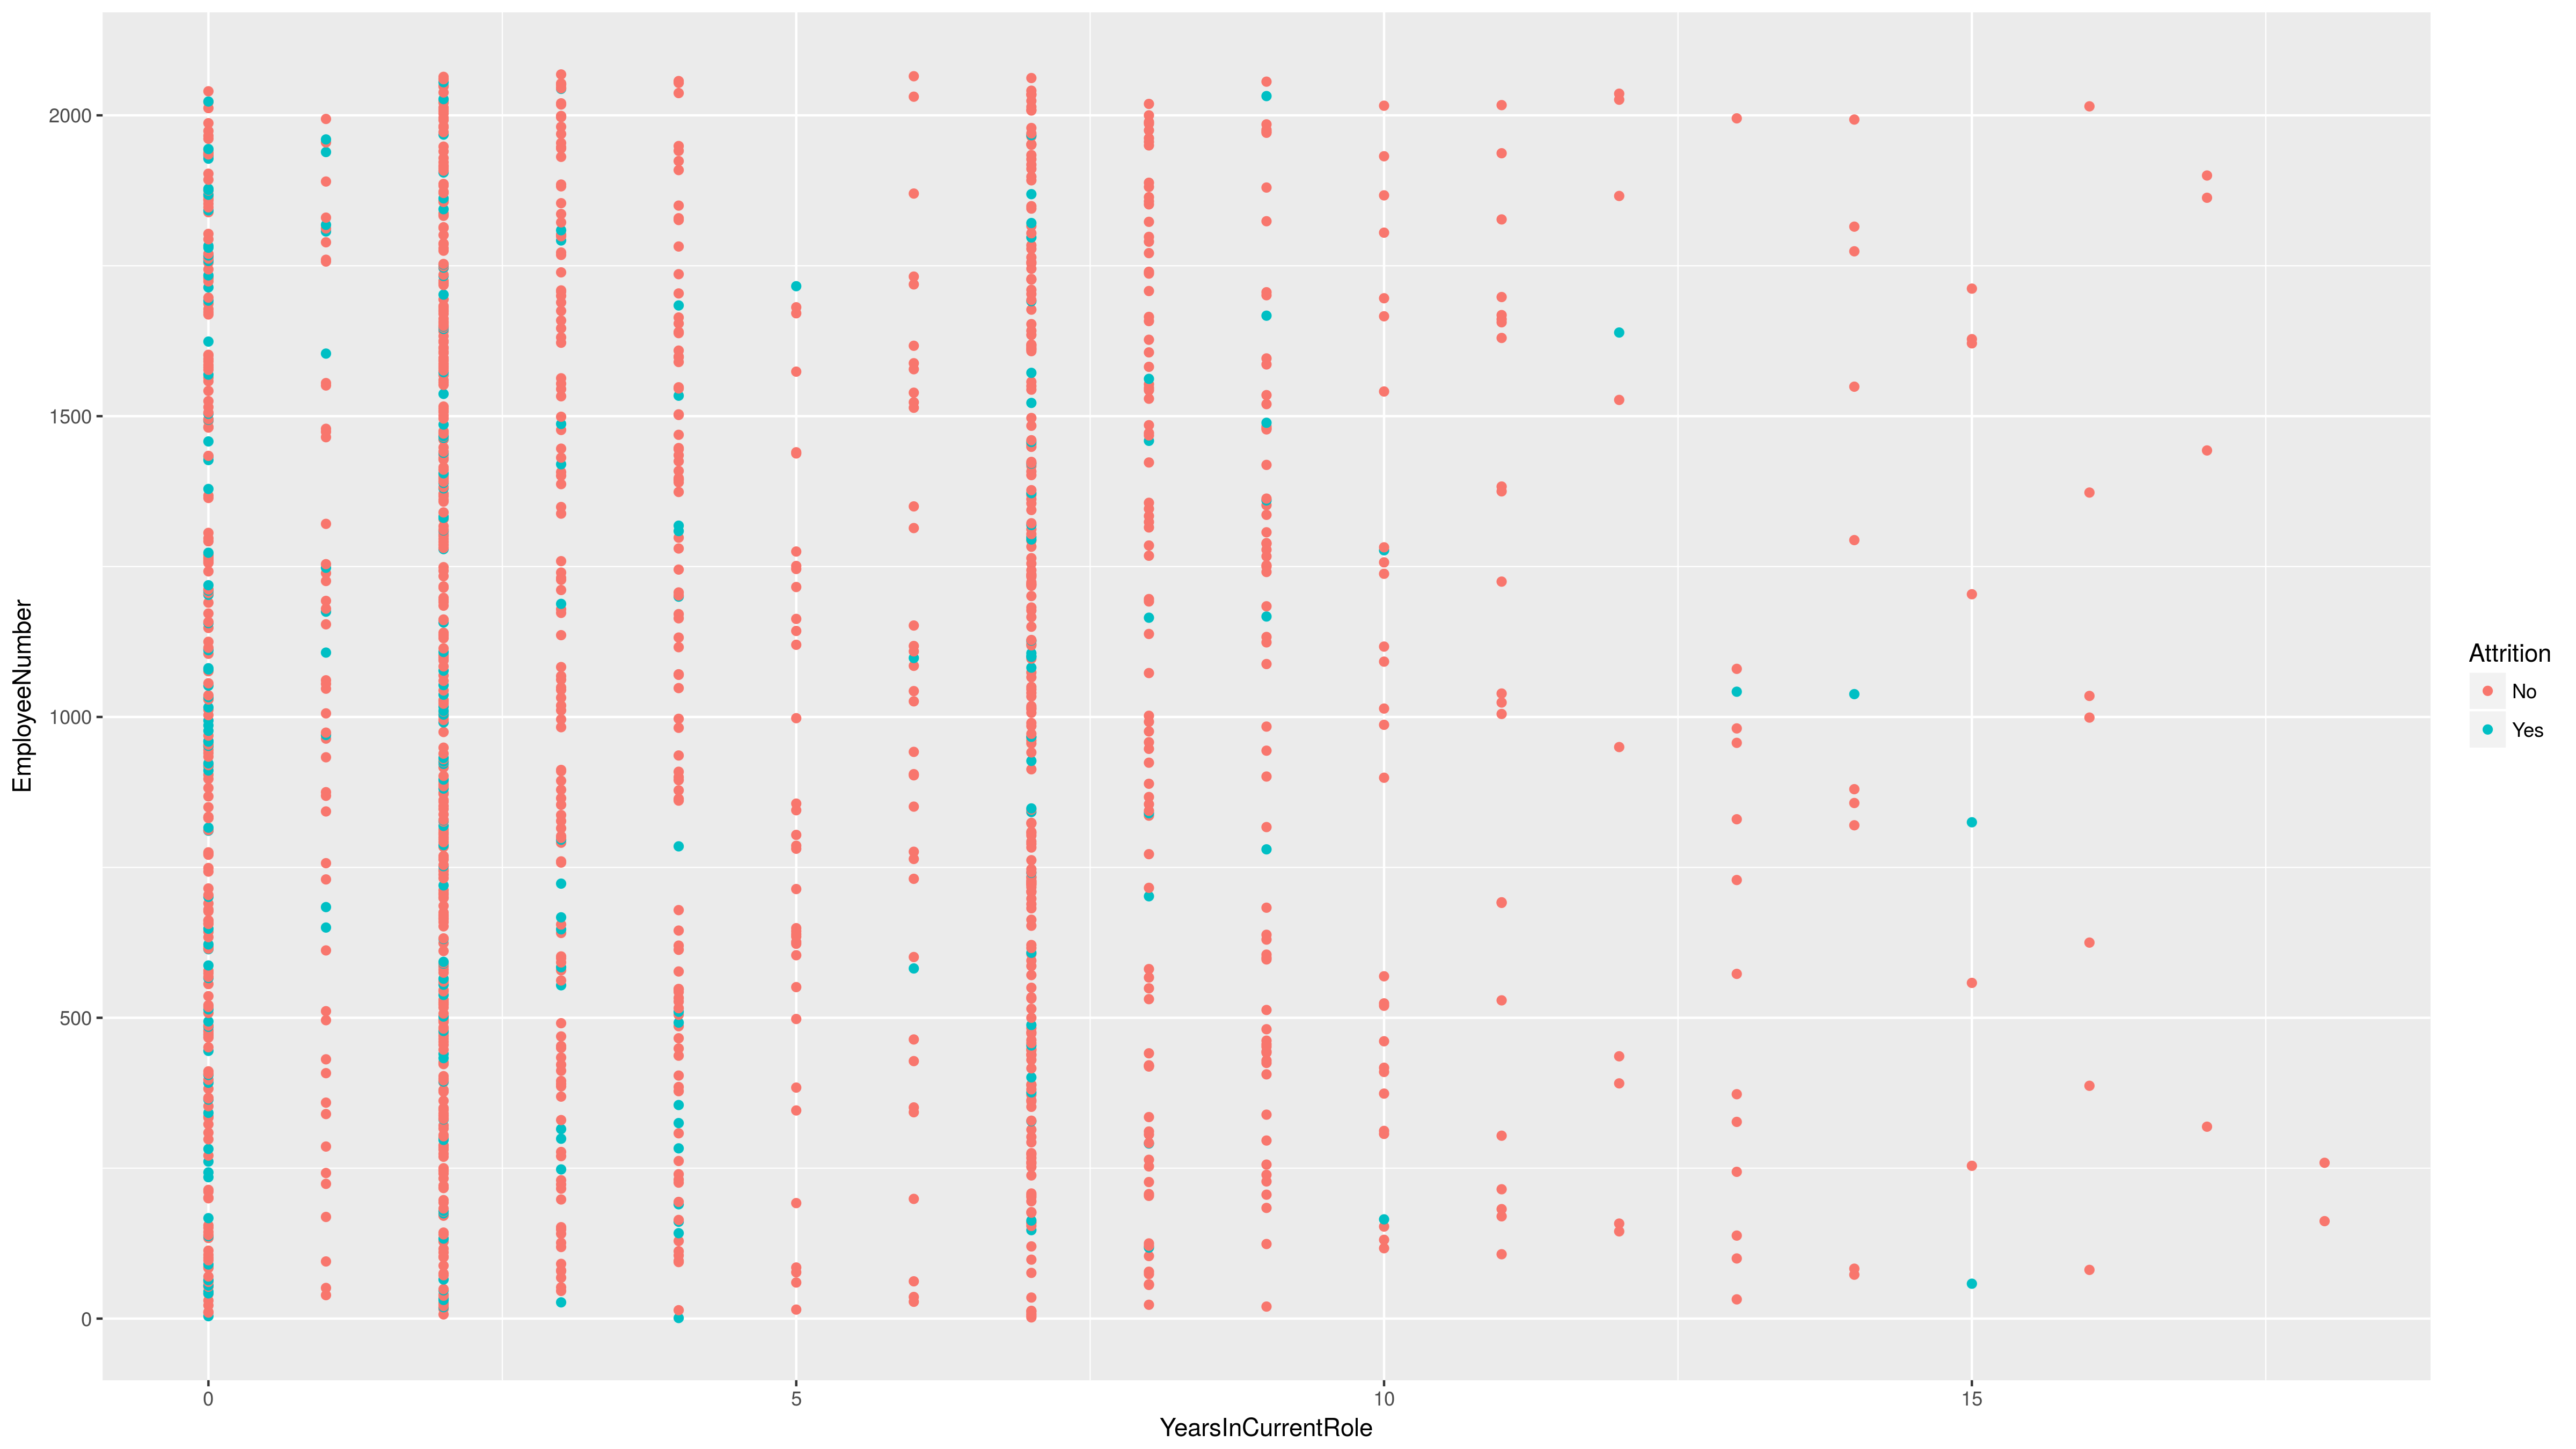 2000
1500
1000
500
0
EmployeeNumber
0 5 10 15
YearsInCurrentRole
Attrition
No
Yes